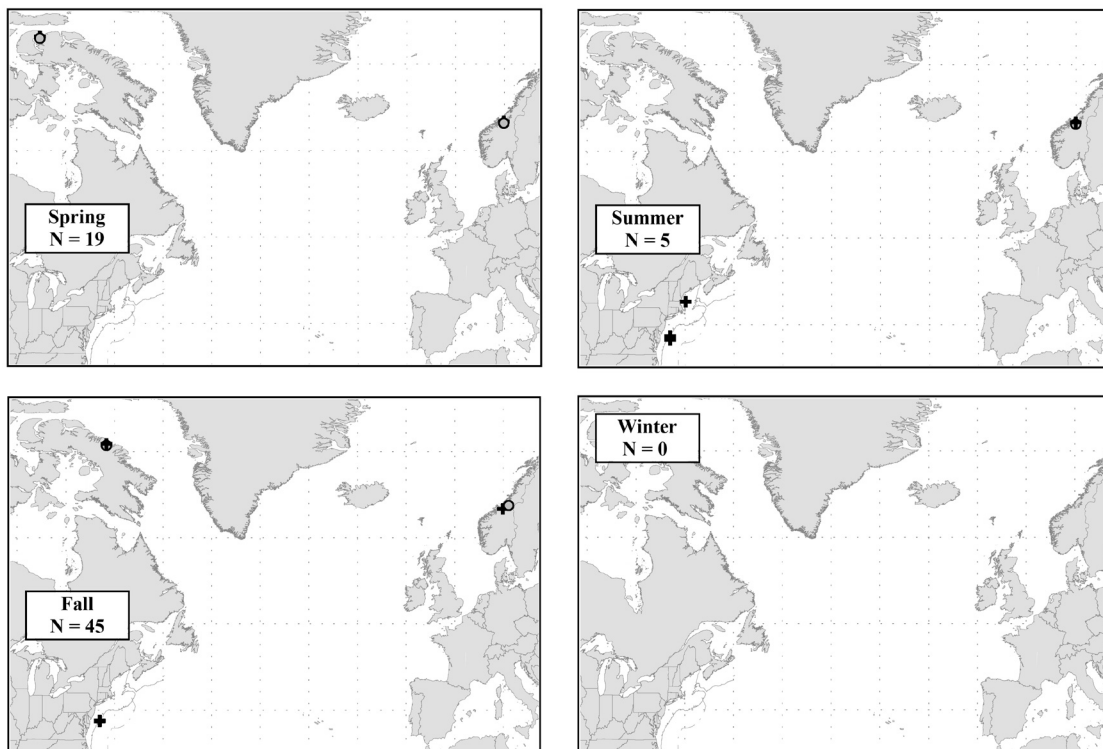 Spring
N = 19
Summer
N = 5
Fall
N = 45
Winter
N = 0